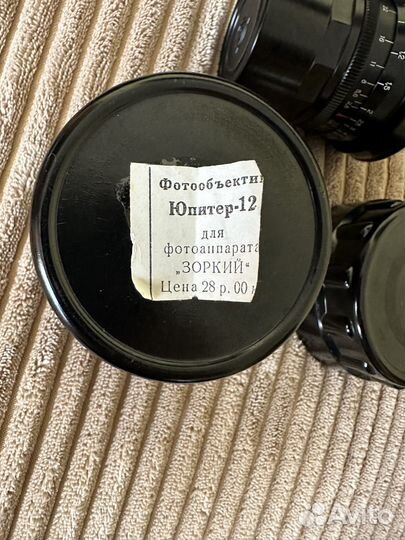 Фотообъектив
Юпитер-12
для
фотоаппарата
„ЗОРКИЙ“
Цена 28 р. 00
Avito